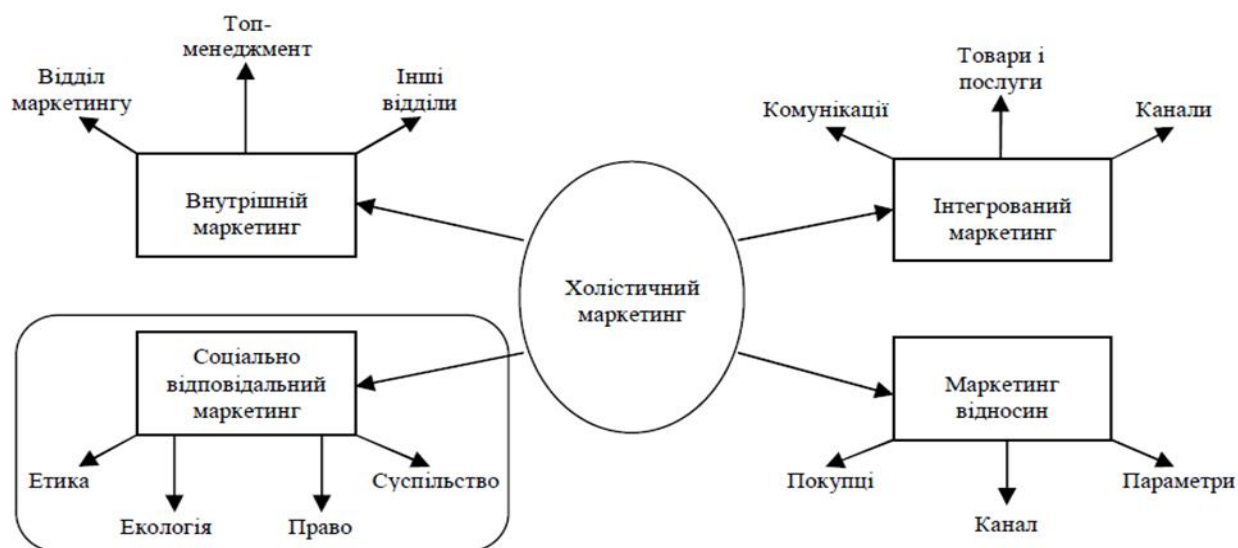 Топ-
менеджмент
Відділ
маркетингу
Інші
відділи
Внутрішній
маркетинг
Товари і
послуги
Комунікації
Канали
Інтегрований
маркетинг
Холістичний
маркетинг
Соціально
відповідальний
маркетинг
Етика
Екологія
Право
Суспільство
Маркетинг
відносин
Покупці
Канал
Параметри